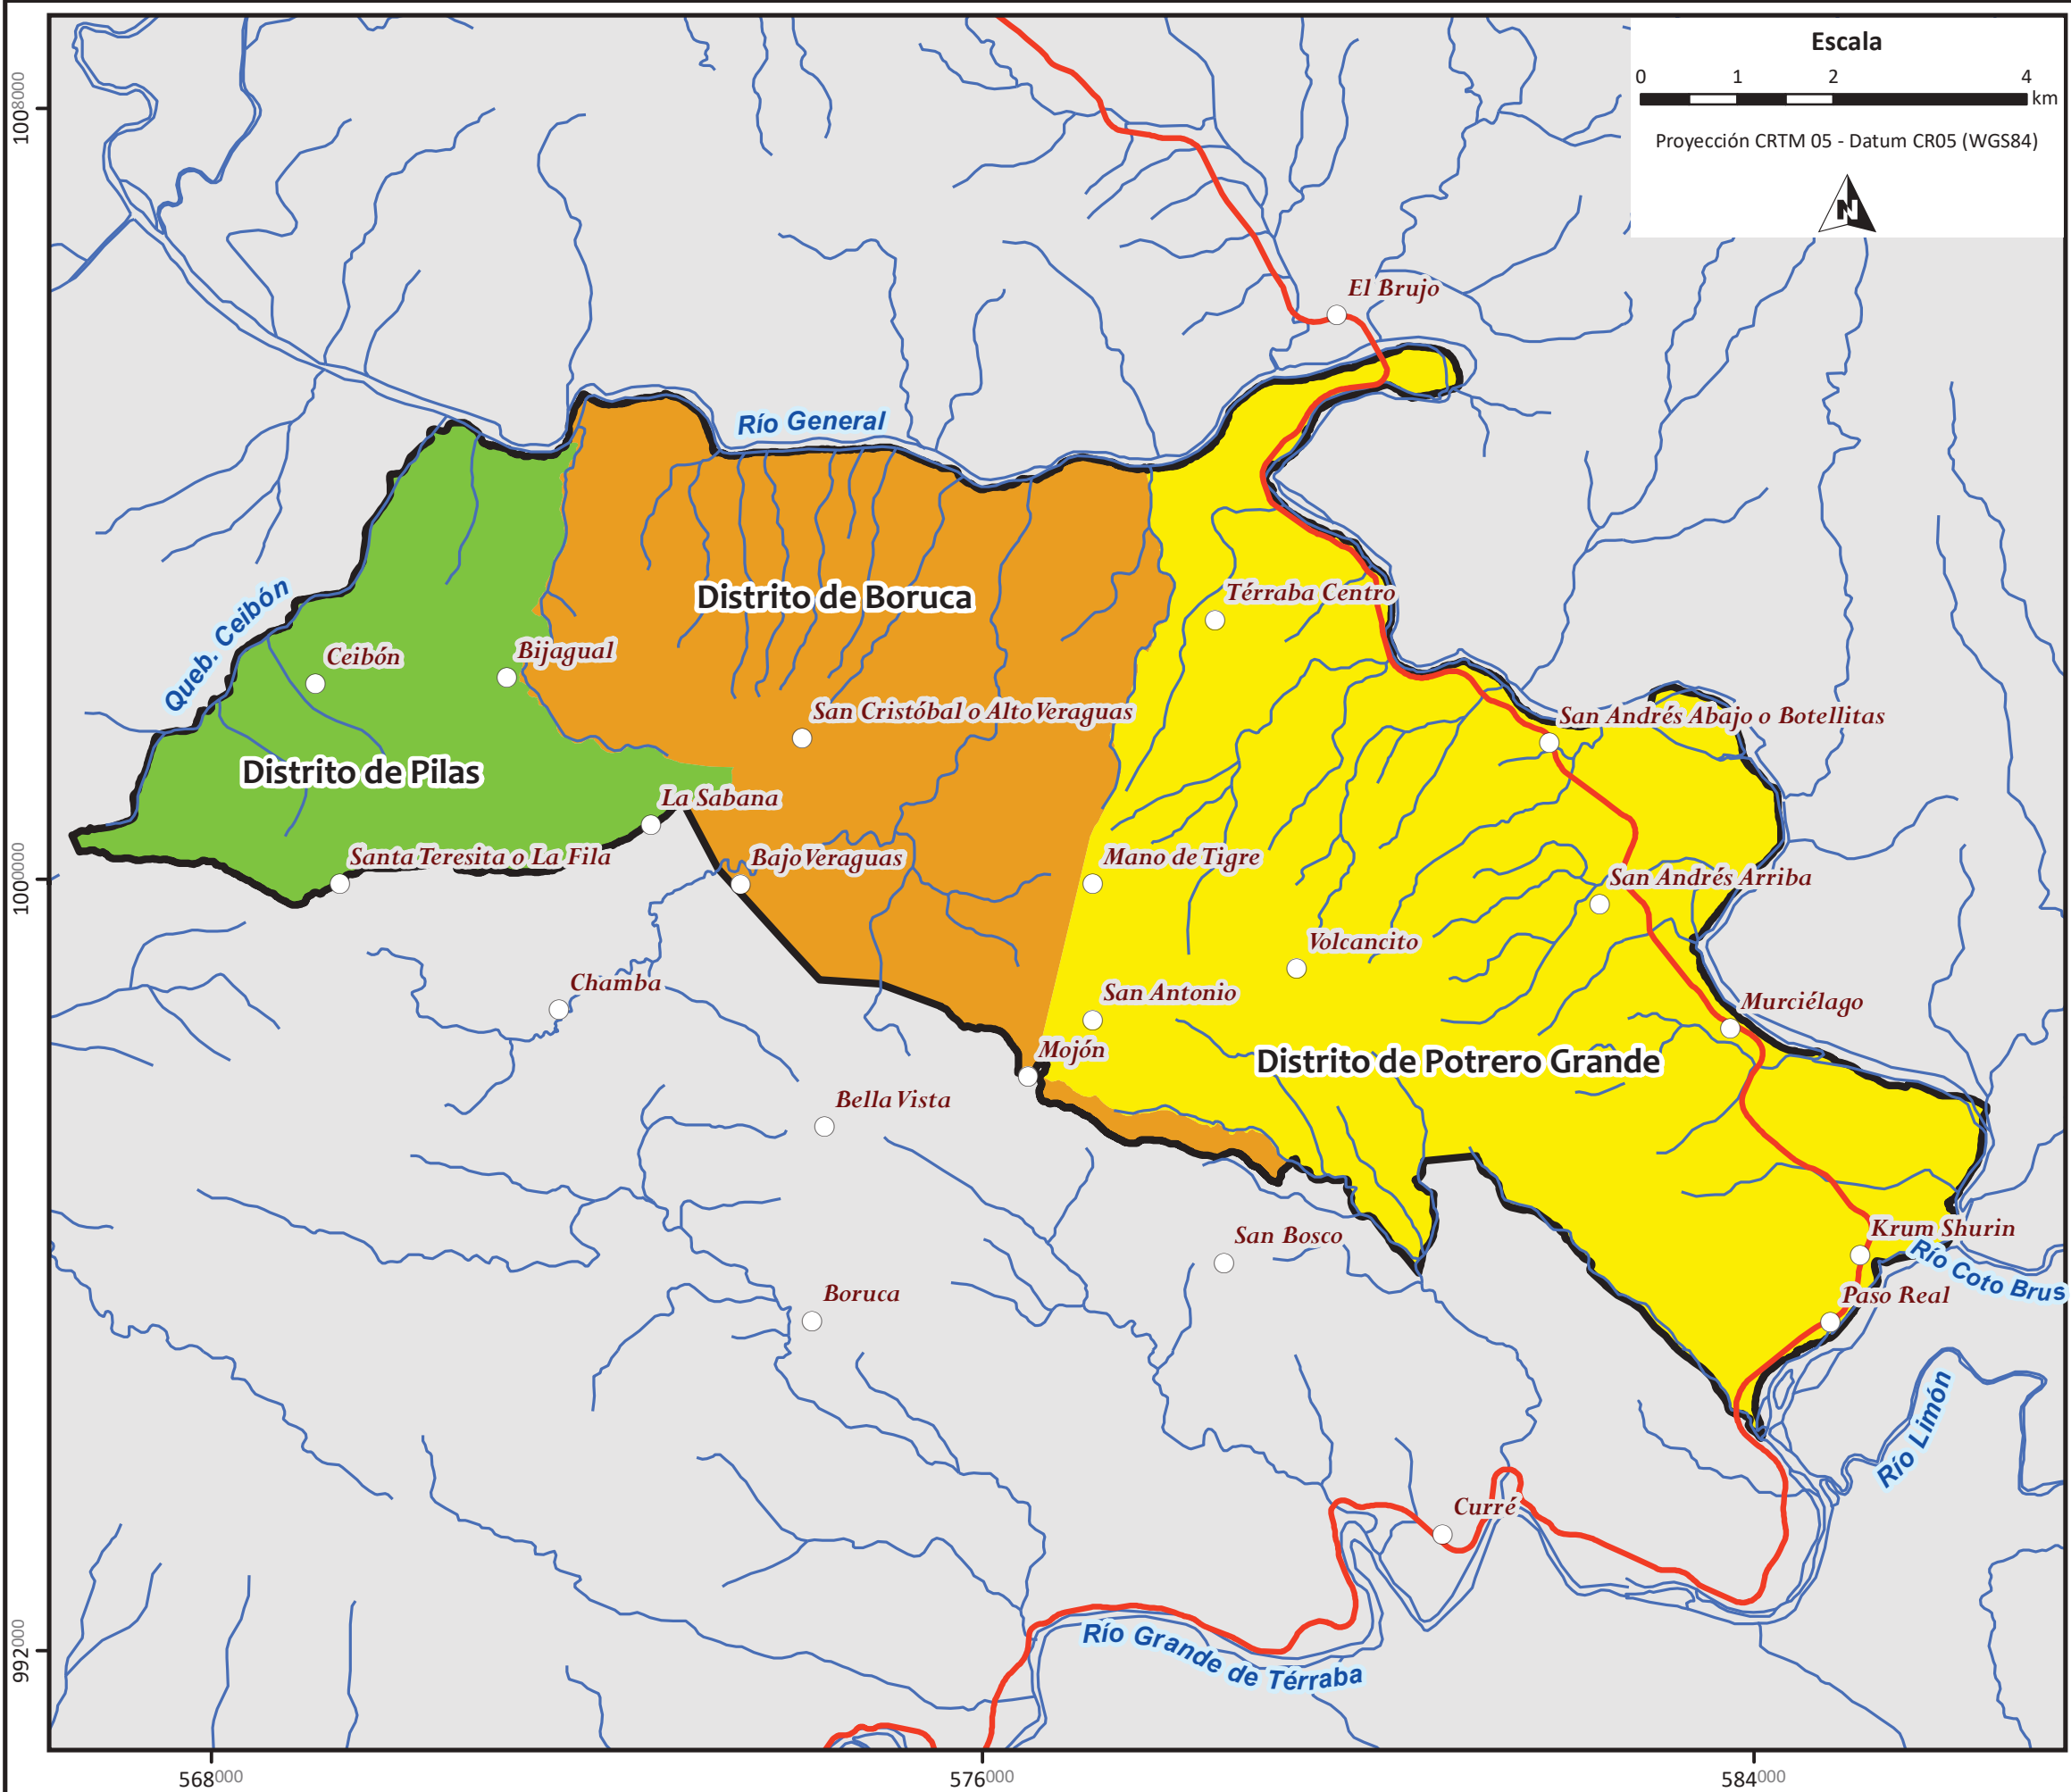 Escala
0 1 2 4
km
Proyección CRTM 05 - Datum CR05 (WGS84)
N
1008000
El Brujo
Río General
Queb. Ceibón
Distrito de Boruca
Térraba Centro
Ceibón
Bijagual
San Cristóbal o Alto Veraguas
San Andrés Abajo o Botellitas
Distrito de Pilas
La Sabana
Santa Teresita o La Fila
Bajo Veraguas
Mano de Tigre
San Andrés Arriba
1000000
Volcancito
Chamba
San Antonio
Murciélago
Mojón
Distrito de Potrero Grande
Bella Vista
San Bosco
Krum Shurin
Río Coto Brus
Boruca
Paso Real
Río Limón
Curré
Río Grande de Térraba
992000
568000 576000 584000